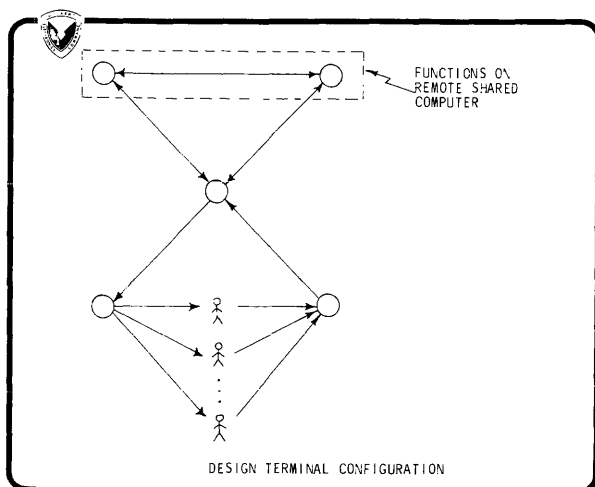 FUNCTIONS ON
REMOTE SHARED
COMPUTER
DESIGN TERMINAL CONFIGURATION